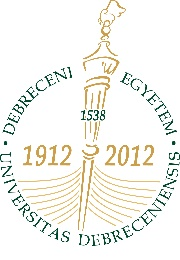 DEBRECENI EGYETEM
1538
1912 2012
• UNIVERSITAS DEBRECENIENSIS •